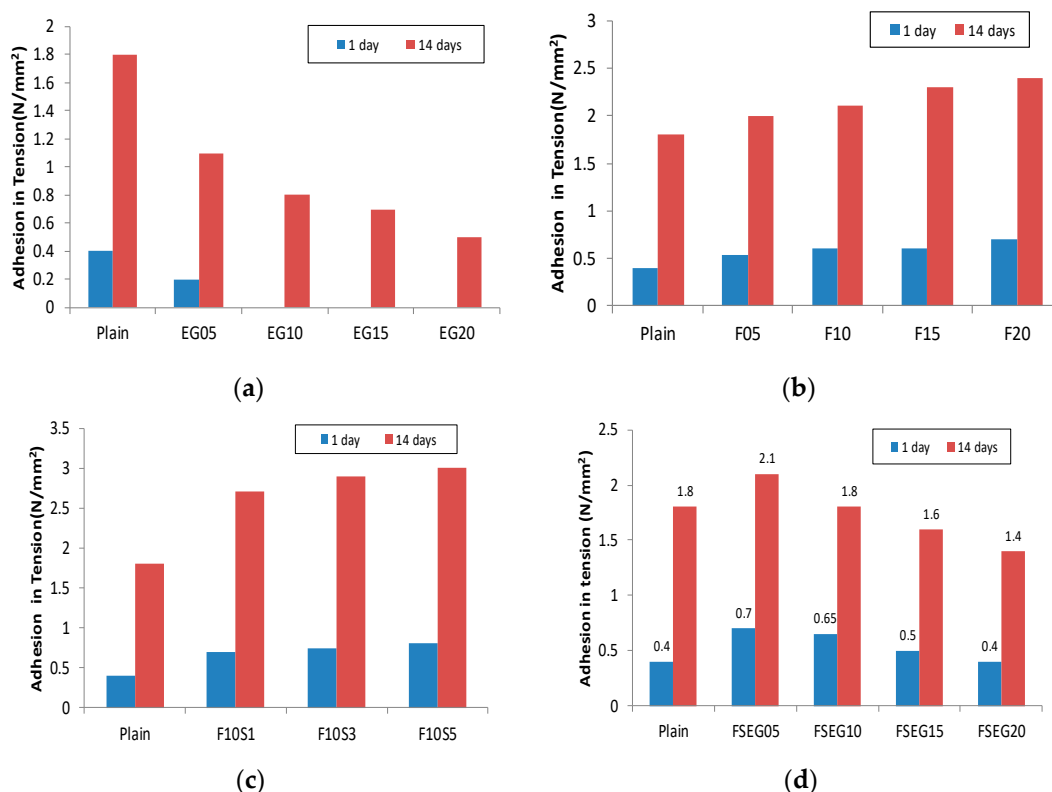 Adhesion in Tension(N/mm²)
2
1.8
1.6
1.4
1.2
1
0.8
0.6
0.4
0.2
0
1 day 14 days
Plain EG05 EG10 EG15 EG20
(a)
Adhesion in Tension(N/mm²)
3
2.5
2
1.5
1
0.5
0
1 day 14 days
Plain F05 F10 F15 F20
(b)
Adhesion in Tension(N/mm²)
3.5
3
2.5
2
1.5
1
0.5
0
1 day 14 days
Plain F10S1 F10S3 F10S5
(c)
Adhesion in tension (N/mm²)
2.5
2
1.5
1
0.5
0
1 day 14 days
0.4 1.8 0.7 2.1 0.65 1.8 0.5 1.6 0.4 1.4
Plain FSEG05 FSEG10 FSEG15 FSEG20
(d)